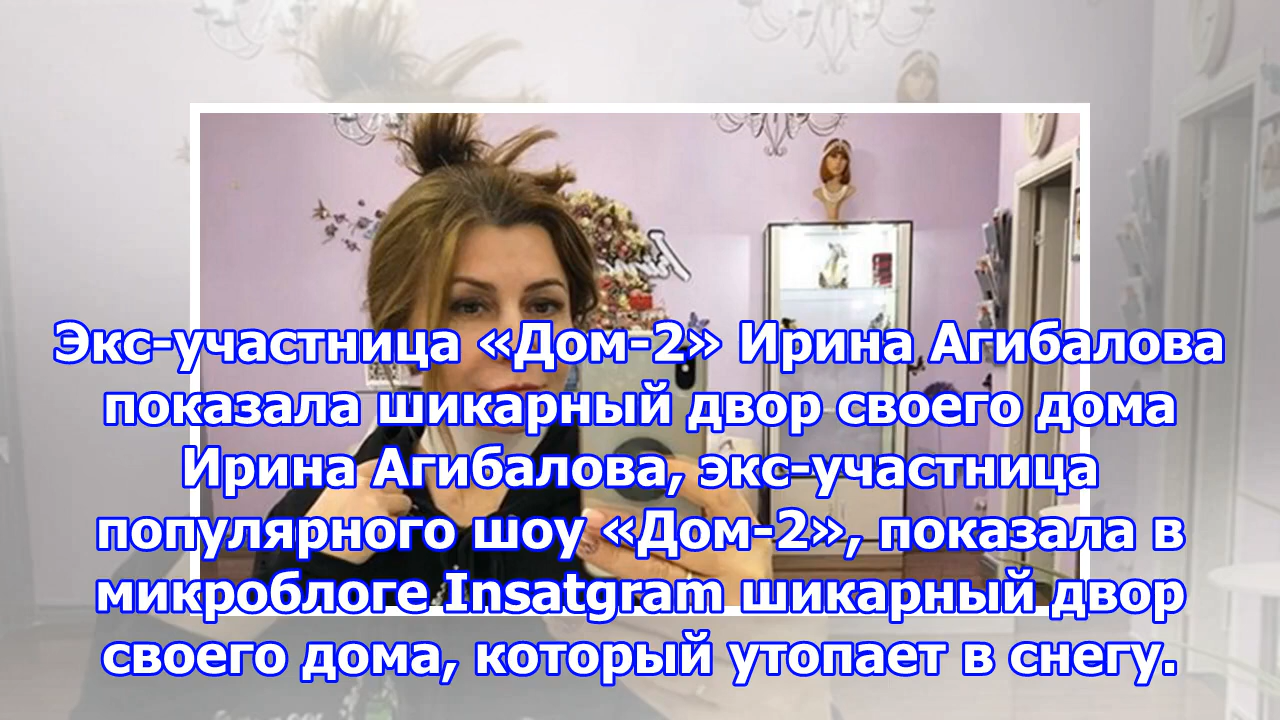 Экс-участница «Дом-2» Ирина Агибалова
показала шикарный двор своего дома
Ирина Агибалова, экс-участница
популярного шоу «Дом-2», показала в
микроблоге Insatgram шикарный двор
своего дома, который утопает в снегу.